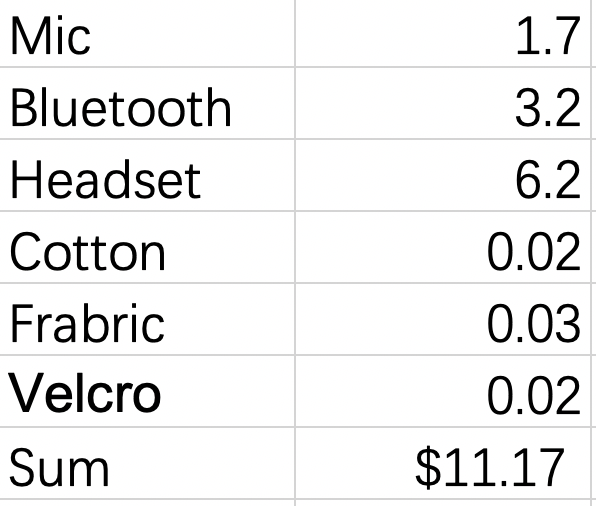 Mic 1.7
Bluetooth 3.2
Headset 6.2
Cotton 0.02
Frabric 0.03
Velcro 0.02
Sum $11.17